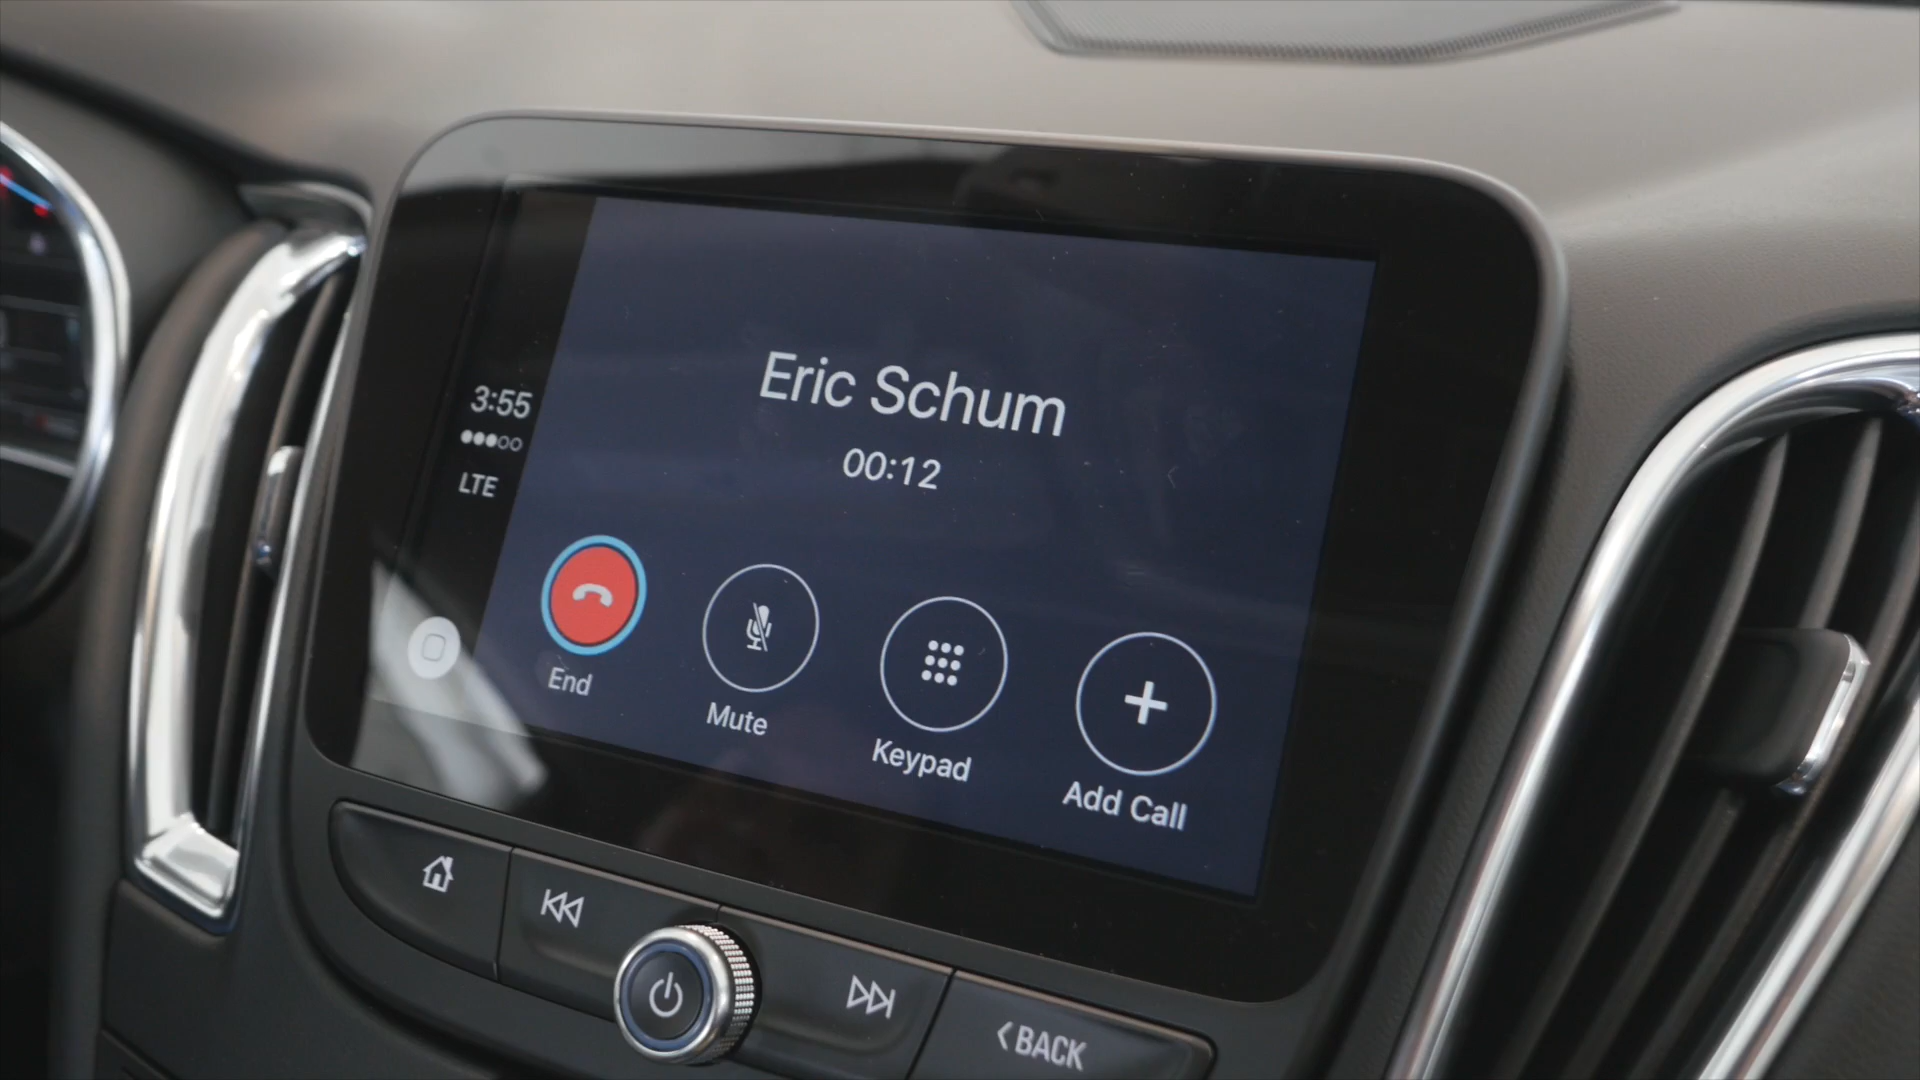 3:55
LTE
Eric Schum
00:12
End
Mute
Keypad
Add Call
BACK